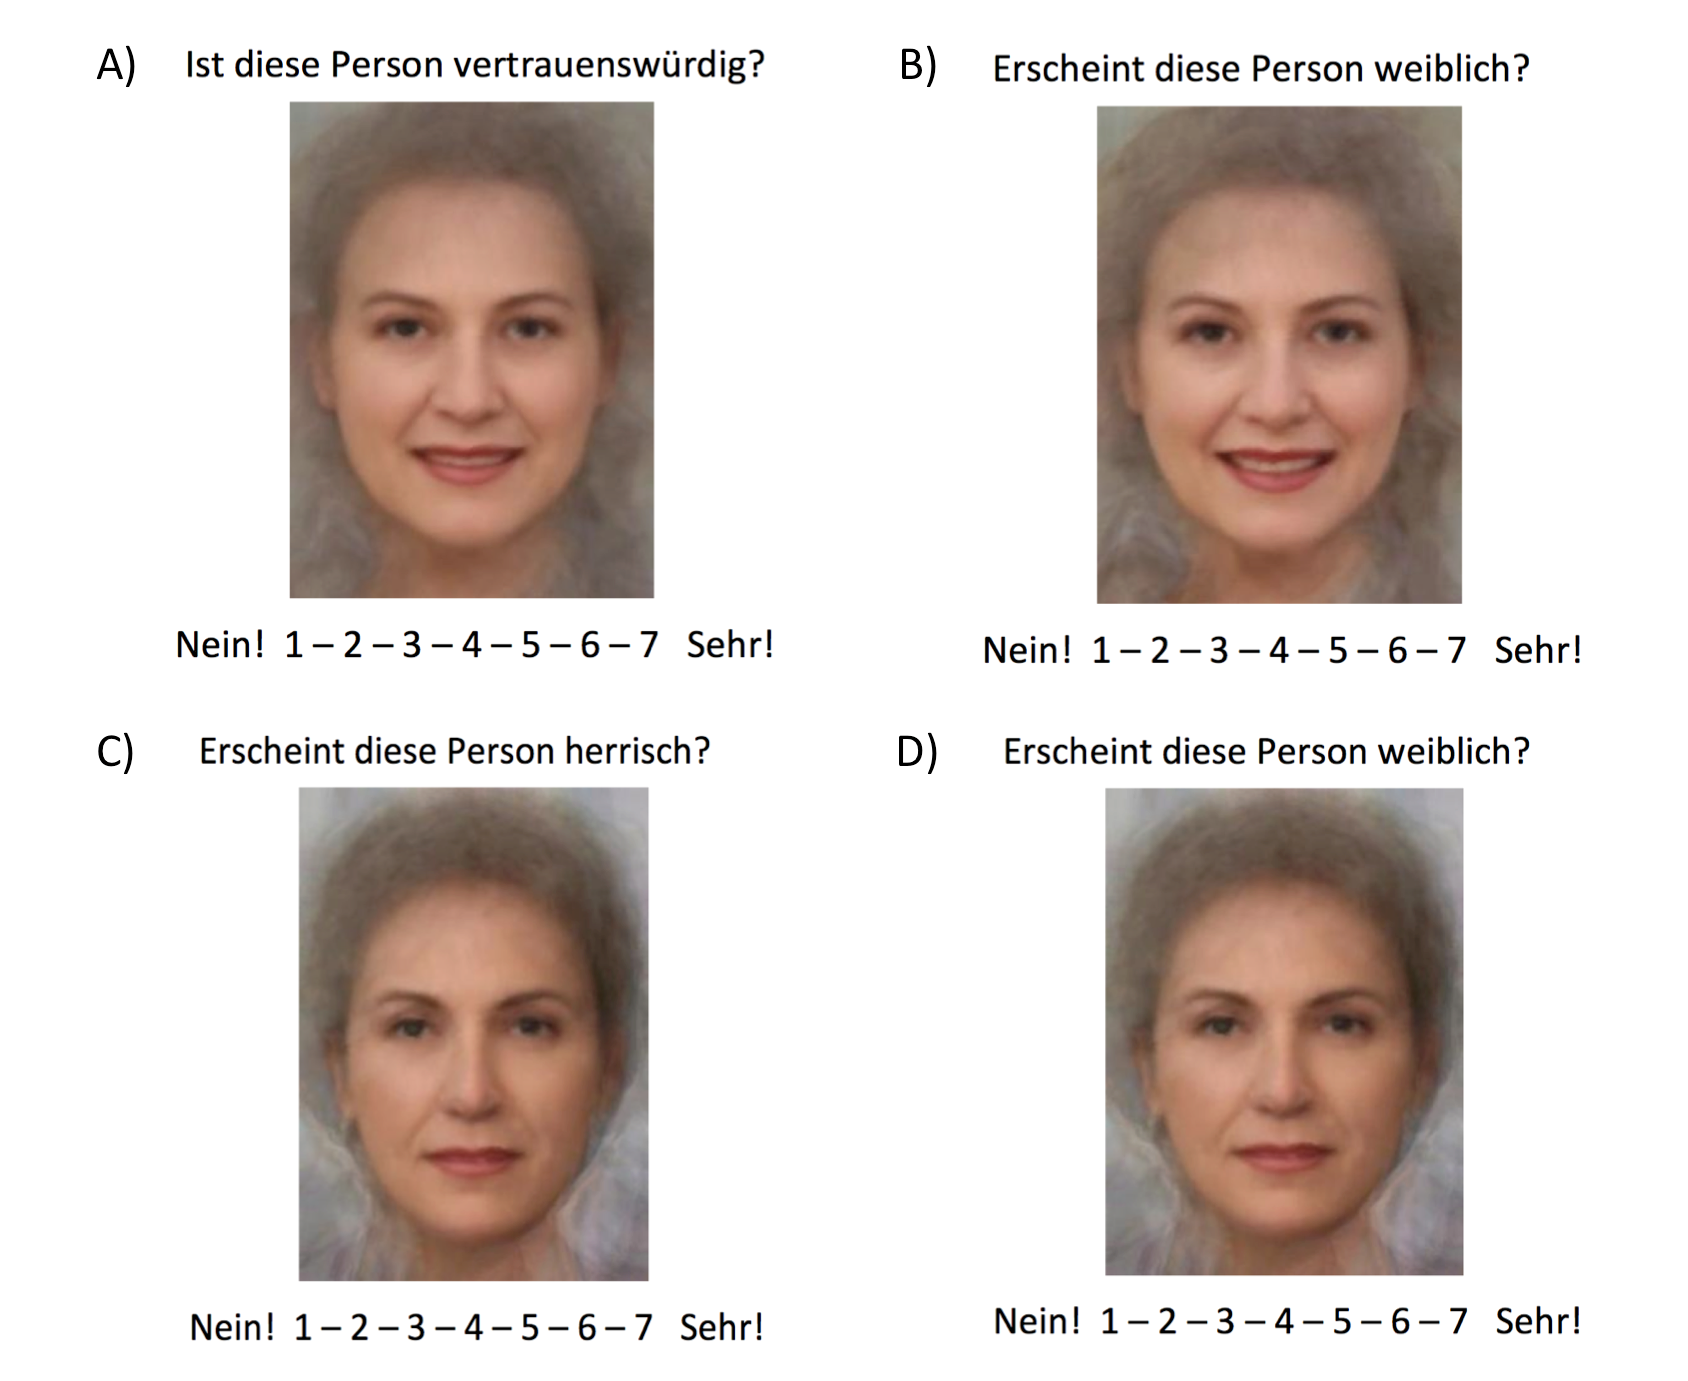 A) Ist diese Person vertrauenswürdig?
B) Erscheint diese Person weiblich?
Nein! 1 – 2 – 3 – 4 – 5 – 6 – 7 Sehr!
Nein! 1 – 2 – 3 – 4 – 5 – 6 – 7 Sehr!
C) Erscheint diese Person herrisch?
D) Erscheint diese Person weiblich?
Nein! 1 – 2 – 3 – 4 – 5 – 6 – 7 Sehr!
Nein! 1 – 2 – 3 – 4 – 5 – 6 – 7 Sehr!